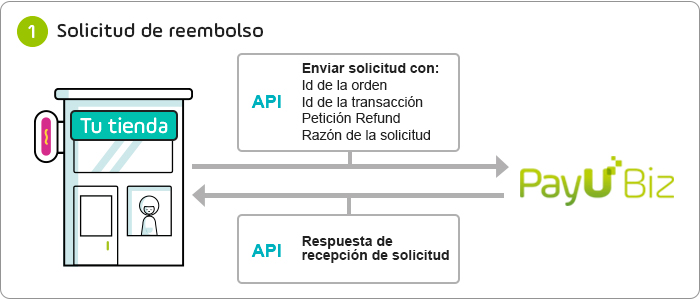 1 Solicitud de reembolso
Tu tienda
API
Enviar solicitud con:
Id de la orden
Id de la transacción
Petición Refund
Razón de la solicitud
PayU Biz
API
Respuesta de
recepción de solicitud